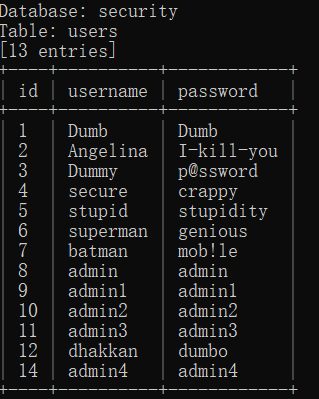 Database: security
Table: users
[13 entries]
+----+----------+------------+
| id | username | password   |
+----+----------+------------+
| 1  | Dumb     | Dumb       |
| 2  | Angelina | I-kill-you |
| 3  | Dummy    | p@ssword   |
| 4  | secure   | crappy     |
| 5  | stupid   | stupidity  |
| 6  | superman | genious    |
| 7  | batman   | mob!le     |
| 8  | admin    | admin      |
| 9  | admin1   | admin1     |
| 10 | admin2   | admin2     |
| 11 | admin3   | admin3     |
| 12 | dhakkan  | dumbo      |
| 14 | admin4   | admin4     |
+----+----------+------------+